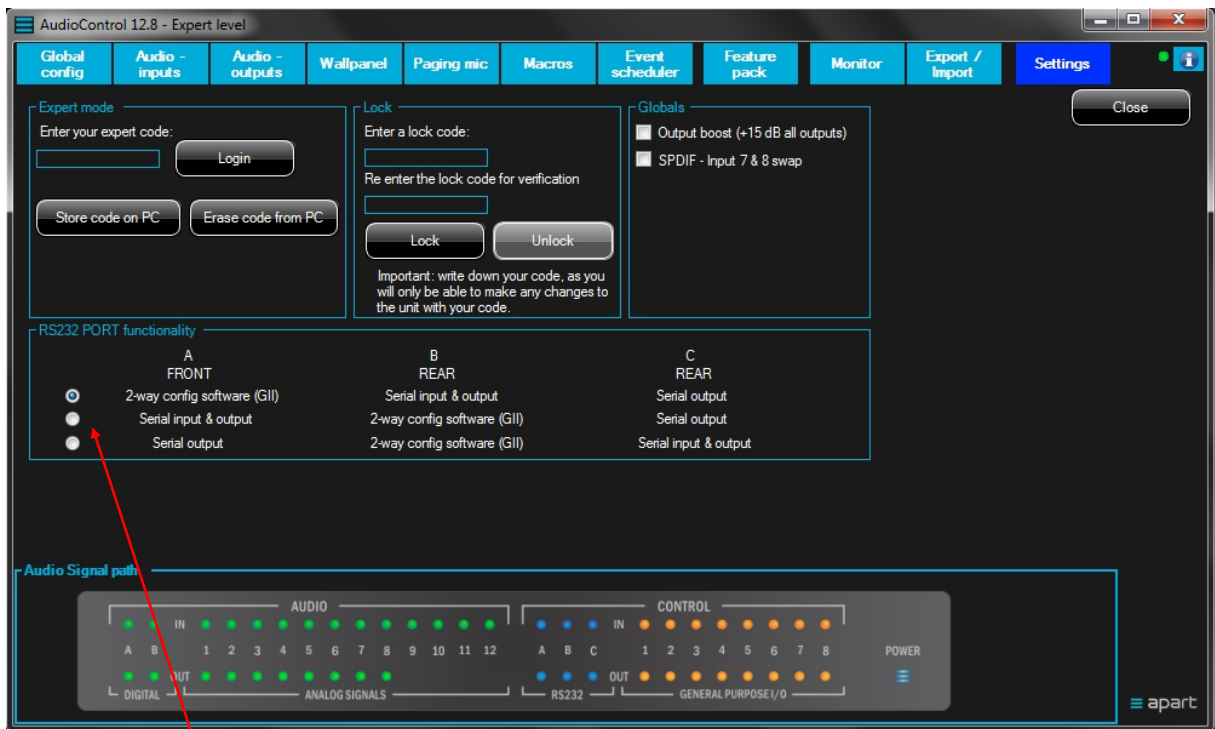 AudioControl 12.8 - Expert level
Global config
Audio - inputs
Audio - outputs
Wallpanel
Paging mic
Macros
Event scheduler
Feature pack
Monitor
Export / Import
Settings
Close
Expert mode
Enter your expert code:
Login
Store code on PC
Erase code from PC
Lock
Enter a lock code:
Re enter the lock code for verification
Lock
Unlock
Important: write down your code, as you
will only be able to make any changes to
the unit with your code.
Globals
Output boost (+15 dB all outputs)
SPDIF - Input 7 & 8 swap
RS232 PORT functionality
A B C
FRONT REAR REAR
2-way config software (GII) Serial input & output Serial output
Serial input & output 2-way config software (GII) Serial output
Serial output 2-way config software (GII) Serial input & output
Audio Signal path
AUDIO CONTROL
IN IN
A B 1 2 3 4 5 6 7 8 9 10 11 12 A B C 1 2 3 4 5 6 7 8 POWER
OUT OUT
DIGITAL ANALOG SIGNALS RS232 GENERAL PURPOSE I/O
apart